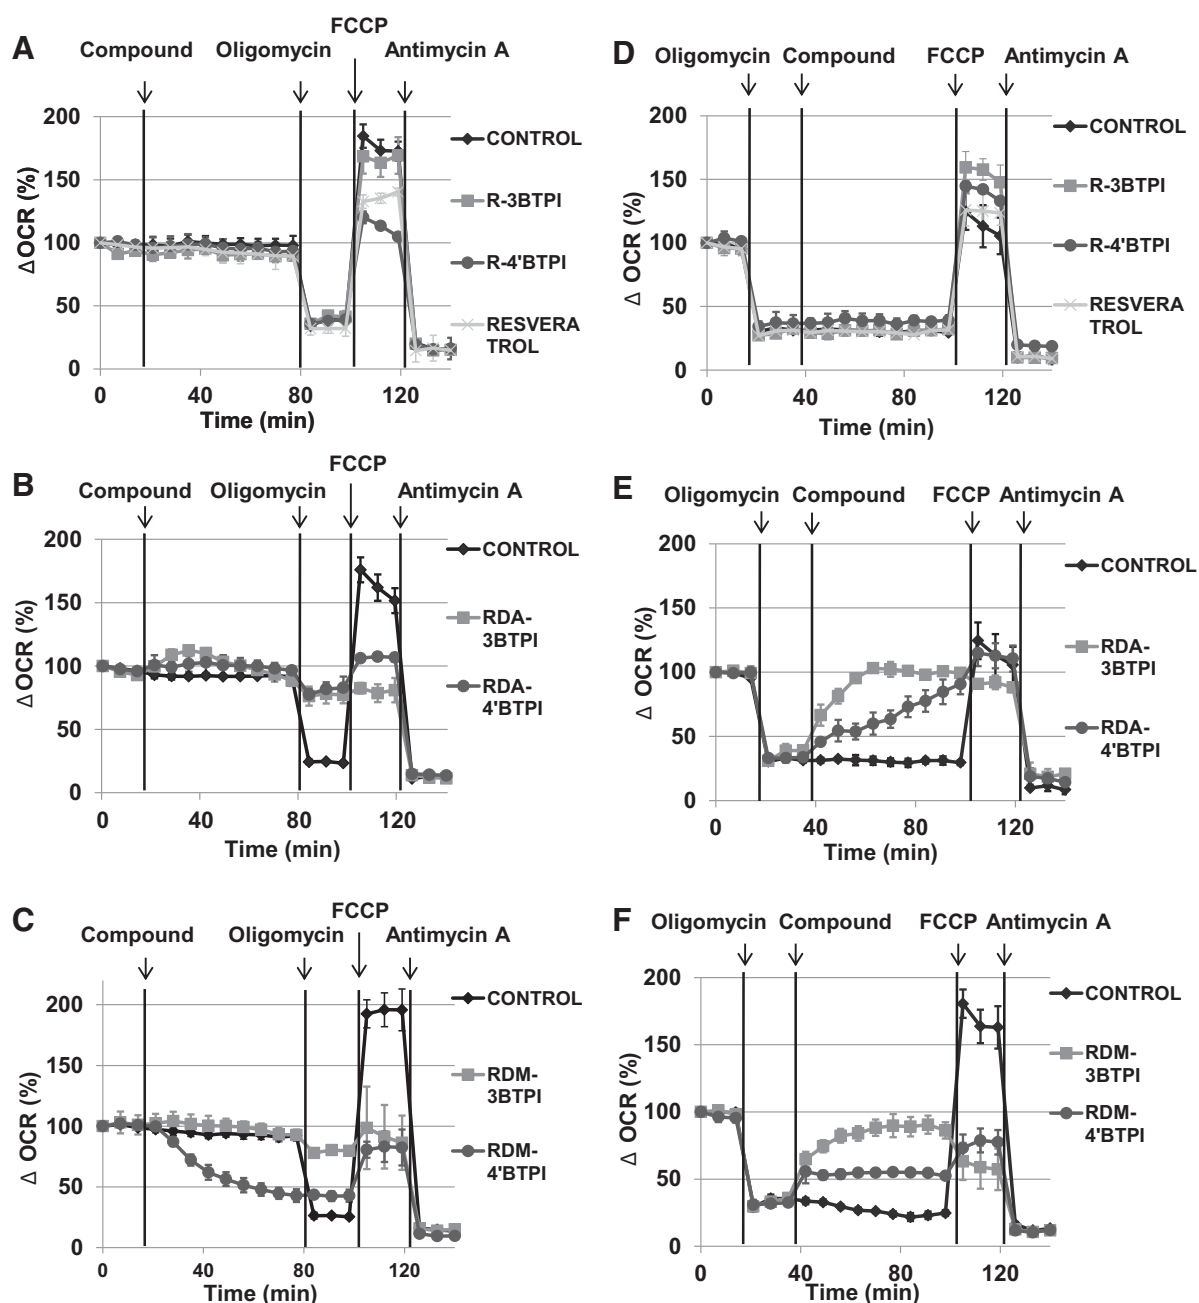 A
FCCP
Compound Oligomycin Antimycin A
Δ OCR (%)
200
150
100
50
0
0 40 80 120
Time (min)
CONTROL
R-3BTPI
R-4'BTPI
RESVERA
TROL
D
Oligomycin Compound FCCP Antimycin A
Δ OCR (%)
200
150
100
50
0
0 40 80 120
Time (min)
CONTROL
R-3BTPI
R-4'BTPI
RESVERA
TROL
B
FCCP
Compound Oligomycin Antimycin A
Δ OCR (%)
200
150
100
50
0
0 40 80 120
Time (min)
CONTROL
RDA-
3BTPI
RDA-
4'BTPI
E
Oligomycin Compound FCCP Antimycin A
Δ OCR (%)
200
150
100
50
0
0 40 80 120
Time (min)
CONTROL
RDA-
3BTPI
RDA-
4'BTPI
C
FCCP
Compound Oligomycin Antimycin A
Δ OCR (%)
200
150
100
50
0
0 40 80 120
Time (min)
CONTROL
RDM-
3BTPI
RDM-
4'BTPI
F
Oligomycin Compound FCCP Antimycin A
Δ OCR (%)
200
150
100
50
0
0 40 80 120
Time (min)
CONTROL
RDM-
3BTPI
RDM-
4'BTPI